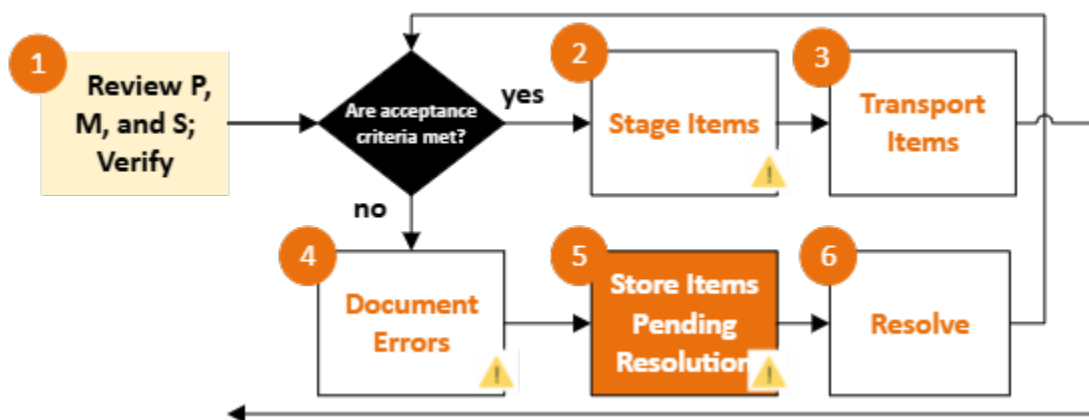 1
Review P,
M, and S;
Verify
Are acceptance
criteria met?
yes
2
Stage Items
!
3
Transport
Items
no
4
Document
Errors
!
5
Store Items
Pending
Resolution
!
6
Resolve